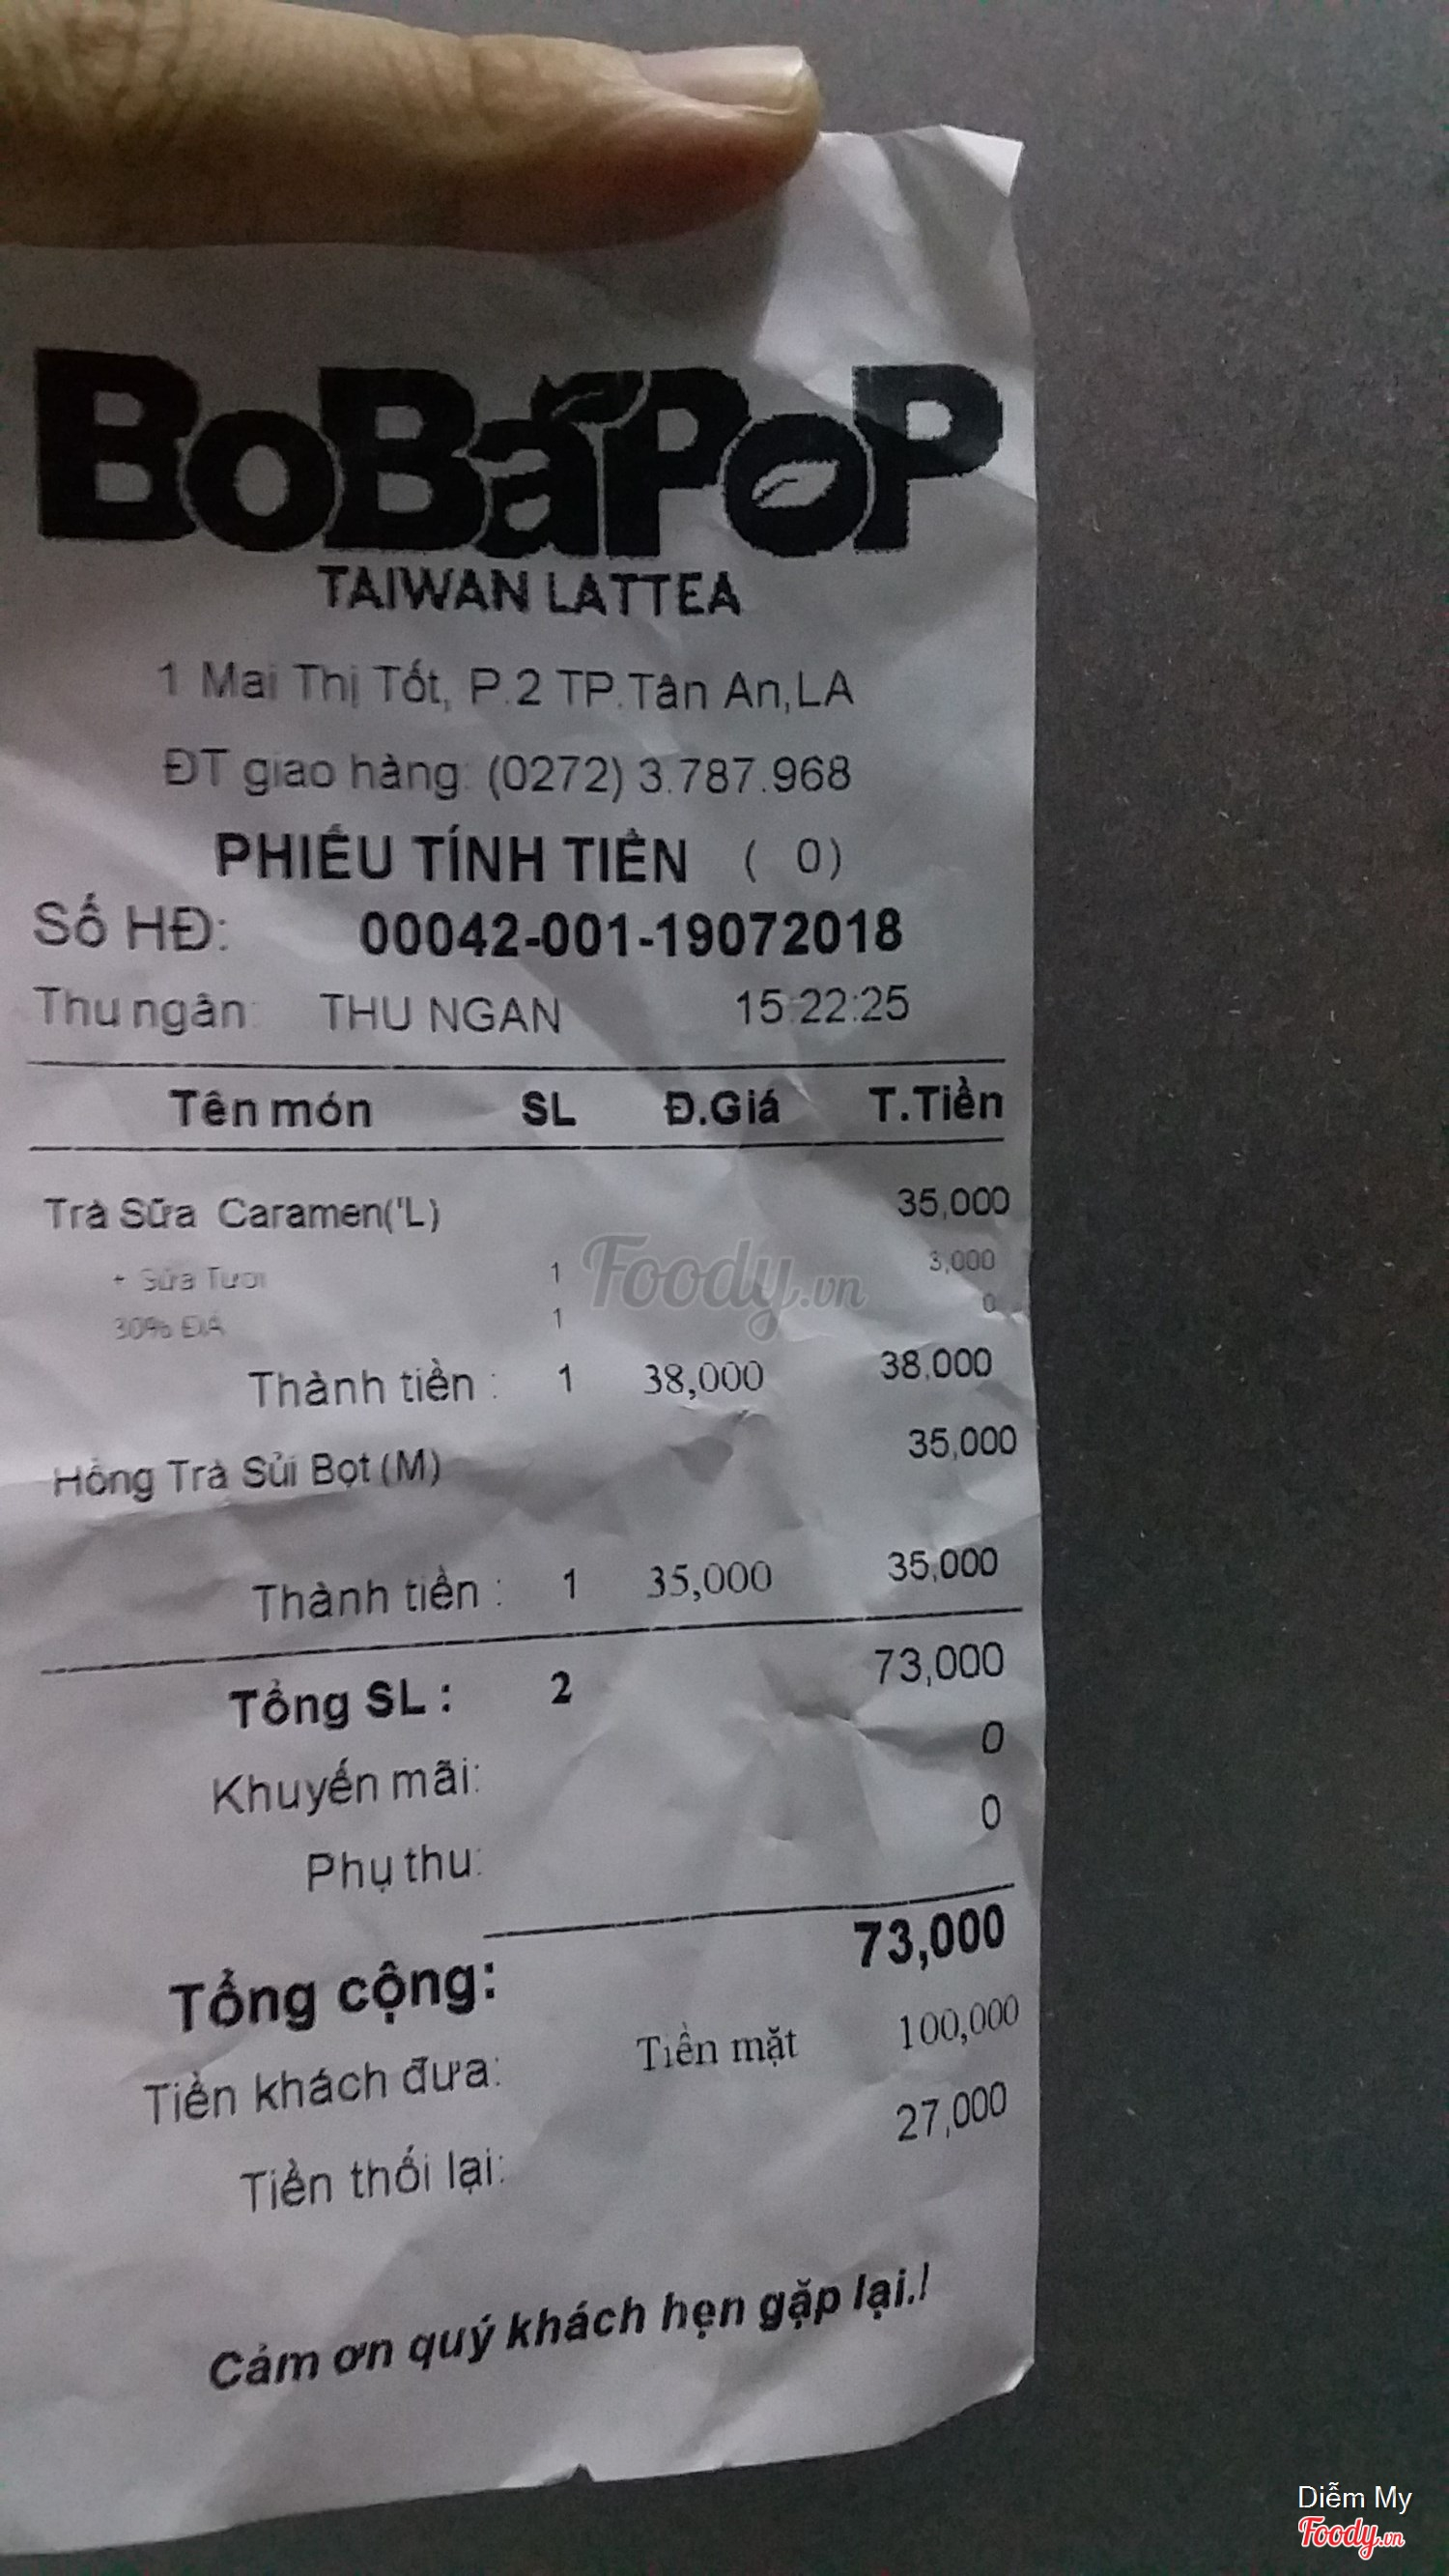 BoBaPoP
TAIWAN LATTEA
1 Mai Thị Tốt, P.2 TP.Tân An,LA
ĐT giao hàng: (0272) 3.787.968
PHIẾU TÍNH TIỀN ( 0)
Số HĐ: 00042-001-19072018
Thu ngân: THU NGAN 15:22:25
Tên món SL Đ.Giá T.Tiền
Trà Sữa Caramen('L) 35,000
+ Sữa Tươi 1 3,000
30% ĐÁ 1 0
Thành tiền : 1 38,000 38,000
Hồng Trà Sủi Bọt (M) 35,000
Thành tiền : 1 35,000 35,000
Tổng SL : 2 73,000
Khuyến mãi: 0
Phụ thu: 0
Tổng cộng: 73,000
Tiền khách đưa: Tiền mặt 100,000
Tiền thối lại: 27,000
Cảm ơn quý khách hẹn gặp lại.!
Foody.vn
Diễm My
Foody.vn